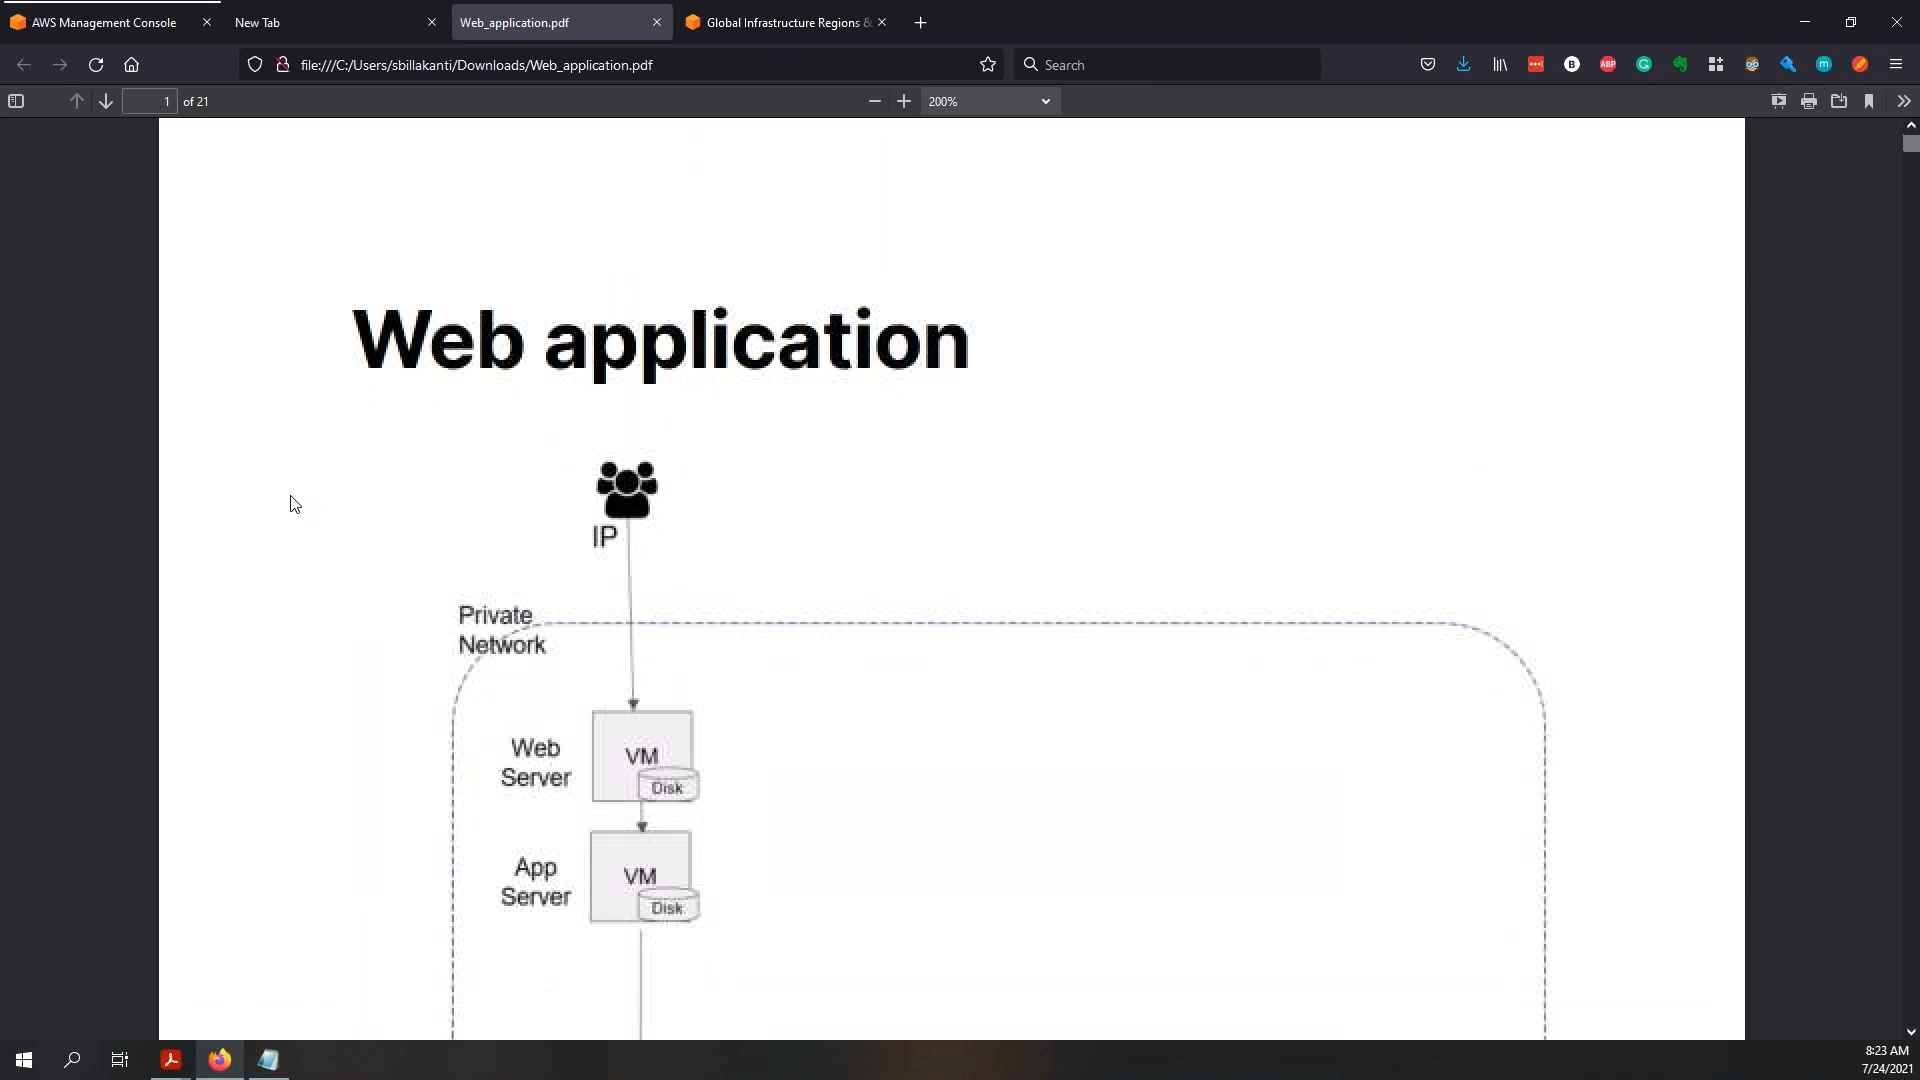 AWS Management Console
New Tab
Web_application.pdf
Global Infrastructure Regions &
file:///C:/Users/sbillakanti/Downloads/Web_application.pdf
Search
1 of 21
200%
Web application
IP
Private
Network
Web
Server
VM
Disk
App
Server
VM
Disk
8:23 AM
7/24/2021